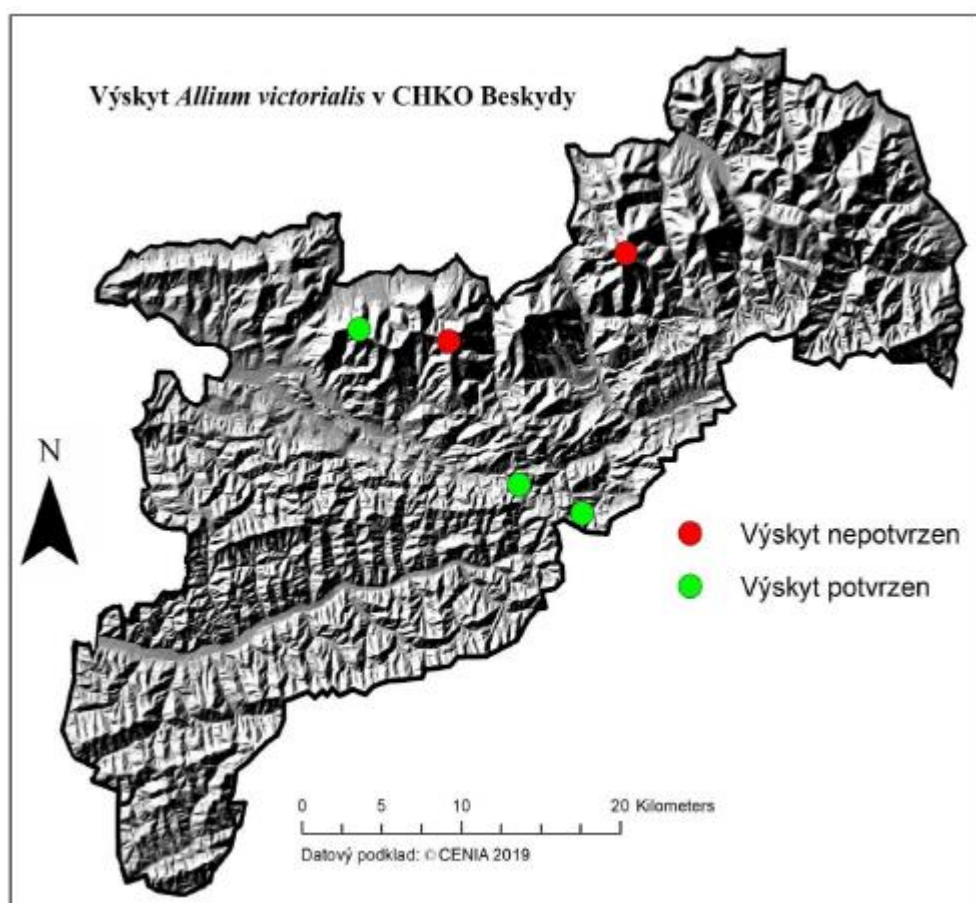 Výskyt Allium victorialis v CHKO Beskydy
N
Výskyt nepotvrzen
Výskyt potvrzen
0 5 10 20 Kilometers
Datový podklad: © CENIA 2019